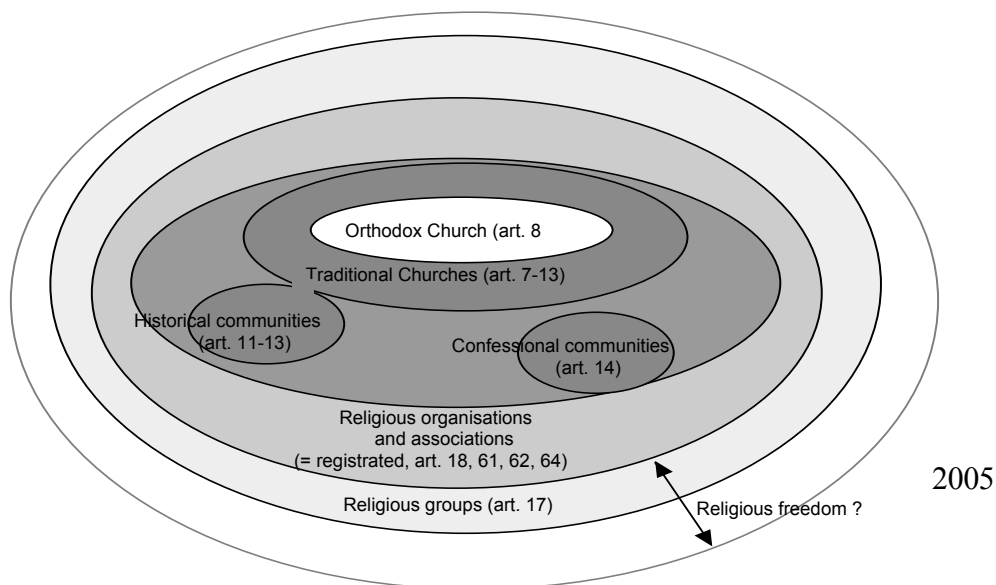 Orthodox Church (art. 8
Traditional Churches (art. 7-13)
Historical communities
(art. 11-13)
Confessional communities
(art. 14)
Religious organisations
and associations
(= registrated, art. 18, 61, 62, 64)
Religious groups (art. 17)
Religious freedom ?
2005